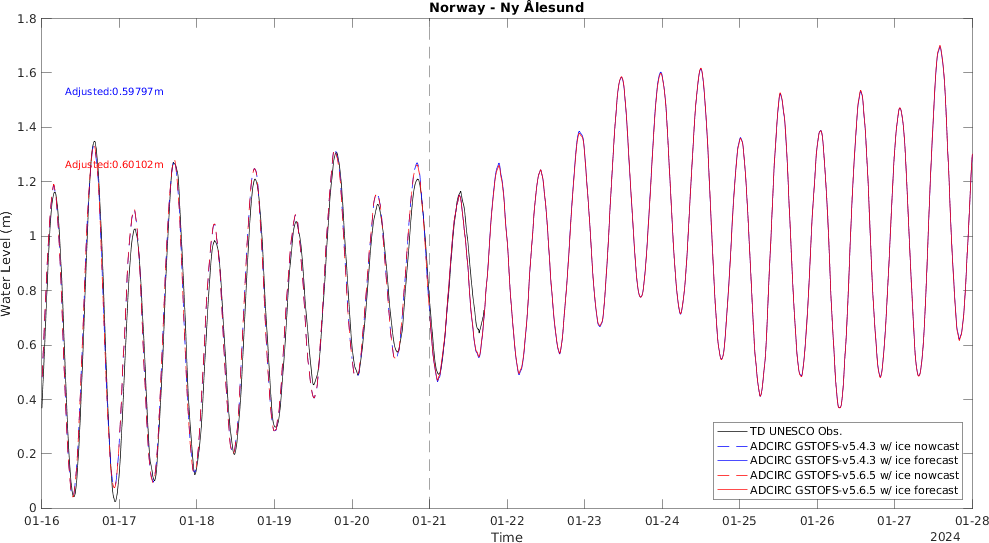 Norway - Ny Ålesund
1.8
1.6
1.4
1.2
1
0.8
0.6
0.4
0.2
0
Water Level (m)
Adjusted:0.59797m
Adjusted:0.60102m
TD UNESCO Obs.
ADCIRC GSTOFS-v5.4.3 w/ ice nowcast
ADCIRC GSTOFS-v5.4.3 w/ ice forecast
ADCIRC GSTOFS-v5.6.5 w/ ice nowcast
ADCIRC GSTOFS-v5.6.5 w/ ice forecast
01-16 01-17 01-18 01-19 01-20 01-21 01-22 01-23 01-24 01-25 01-26 01-27 01-28
Time
2024